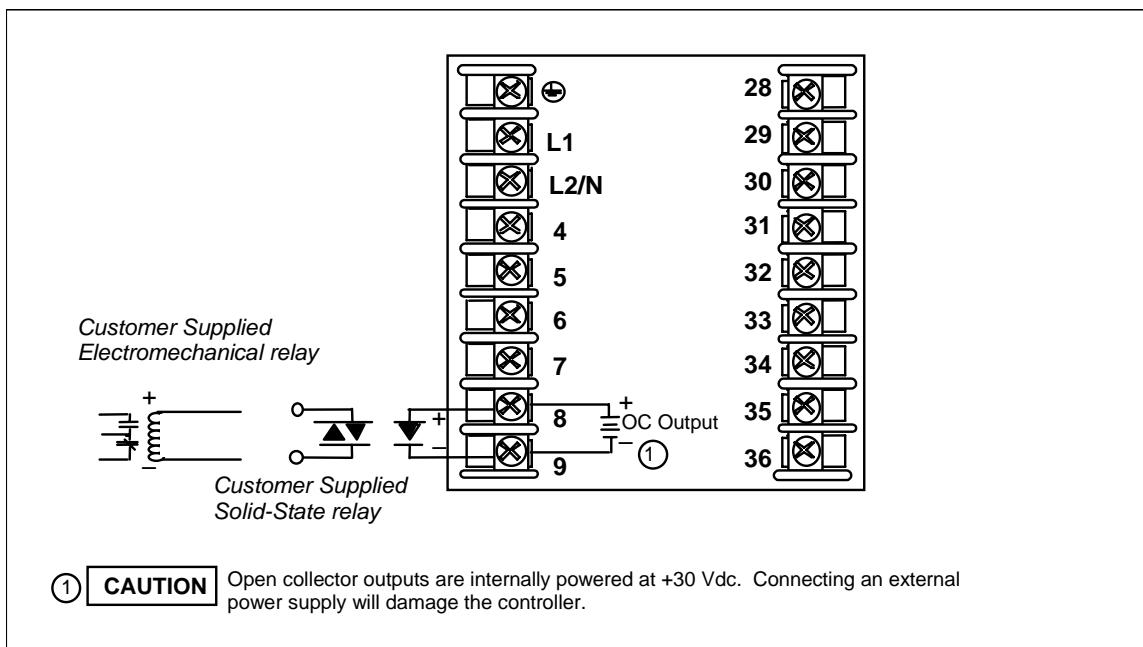 28
L1
29
L2/N
30
4
31
5
32
6
33
7
34
8
35
9
36
Customer Supplied
Electromechanical relay
+
–
Customer Supplied
Solid-State relay
+
–
+
OC Output
–
1
1 CAUTION Open collector outputs are internally powered at +30 Vdc. Connecting an external
power supply will damage the controller.